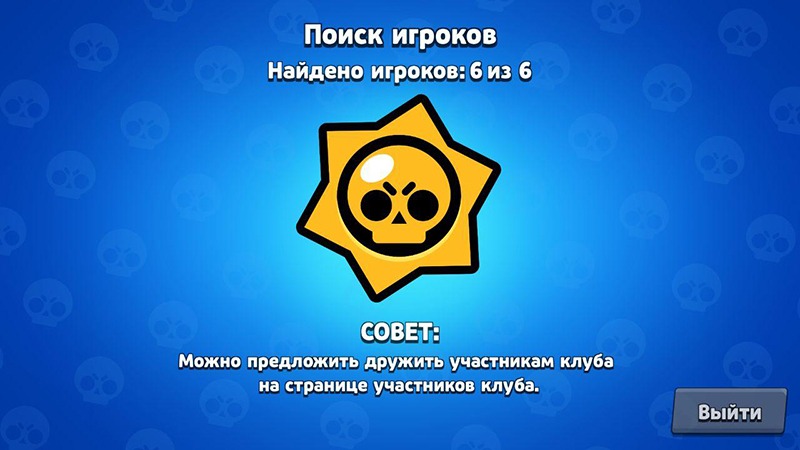 Поиск игроков
Найдено игроков: 6 из 6
СОВЕТ:
Можно предложить дружить участникам клуба
на странице участников клуба.
Выйти